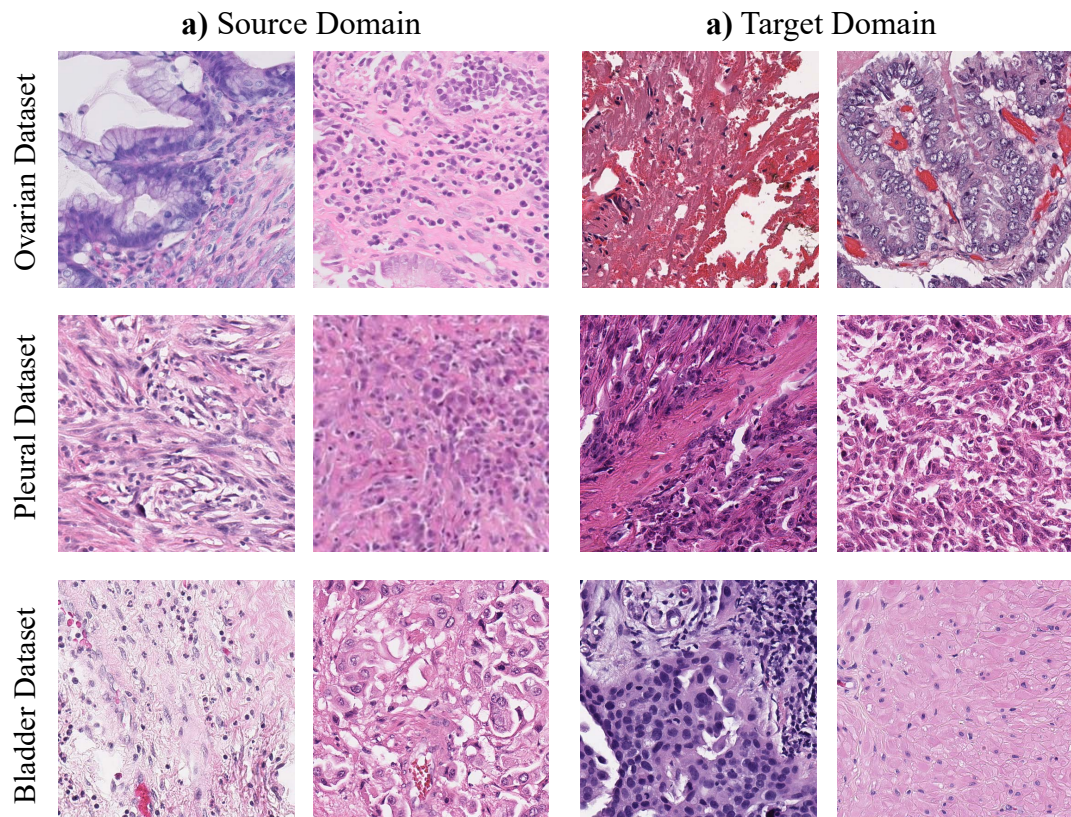 a) Source Domain
a) Target Domain
Ovarian Dataset
Pleural Dataset
Bladder Dataset